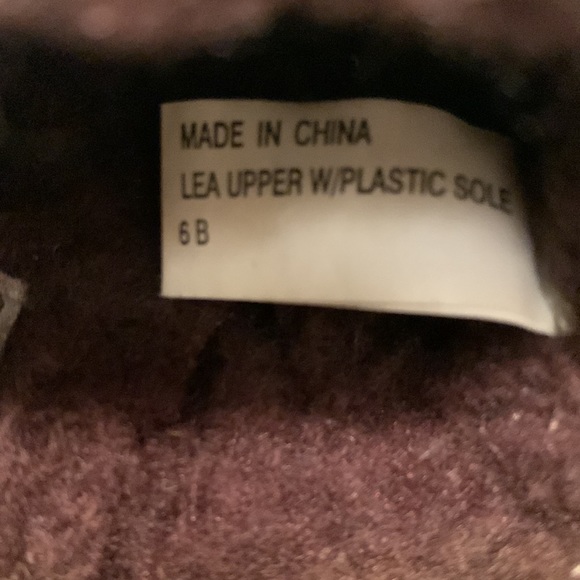 MADE IN CHINA
LEA UPPER W/PLASTIC SOLE
6 B